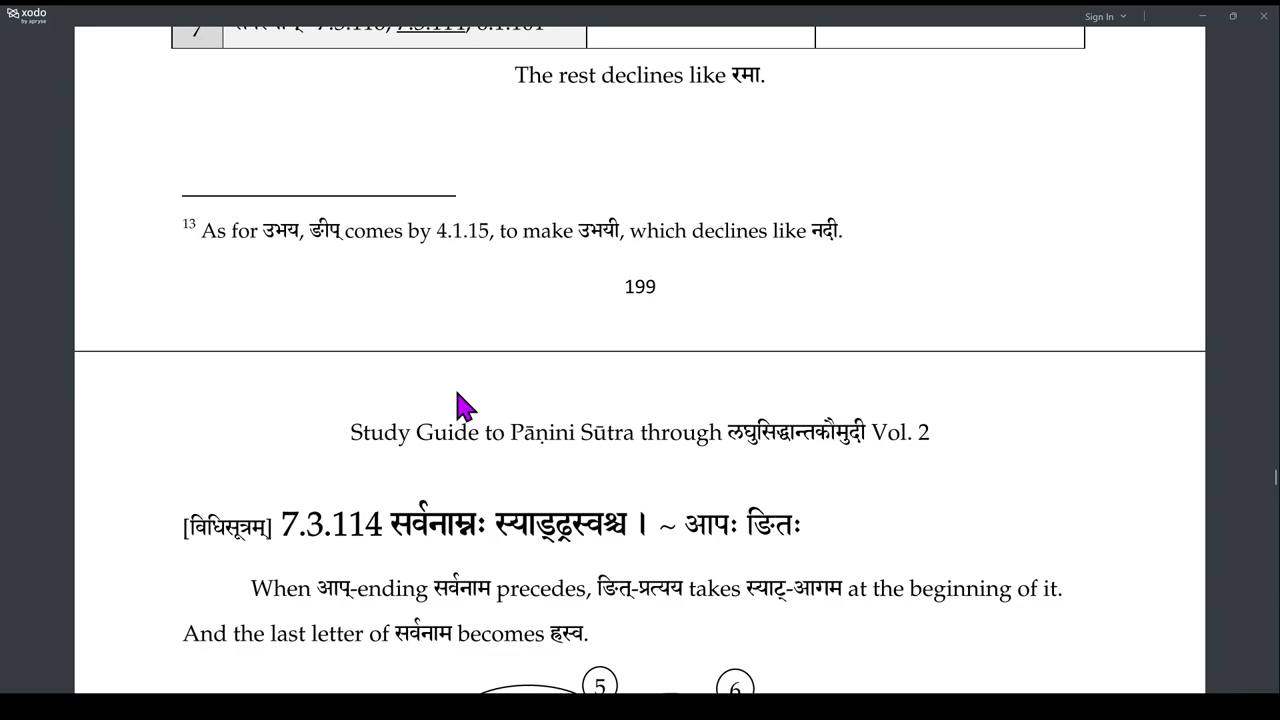 xodo
by apryse
Sign In
7
The rest declines like रमा.
13 As for उभय, ङीप् comes by 4.1.15, to make उभयी, which declines like नदी.
199
Study Guide to Pāṇini Sūtra through लघुसिद्धान्तकौमुदी Vol. 2
[विधिसूत्रम्] 7.3.114 सर्वनाम्नः स्याड्ढ्रस्वश्च । ~ आपः ङितः
When आप्-ending सर्वनाम precedes, ङित्-प्रत्यय takes स्याट्-आगम at the beginning of it.
And the last letter of सर्वनाम becomes ह्रस्व.
5 6